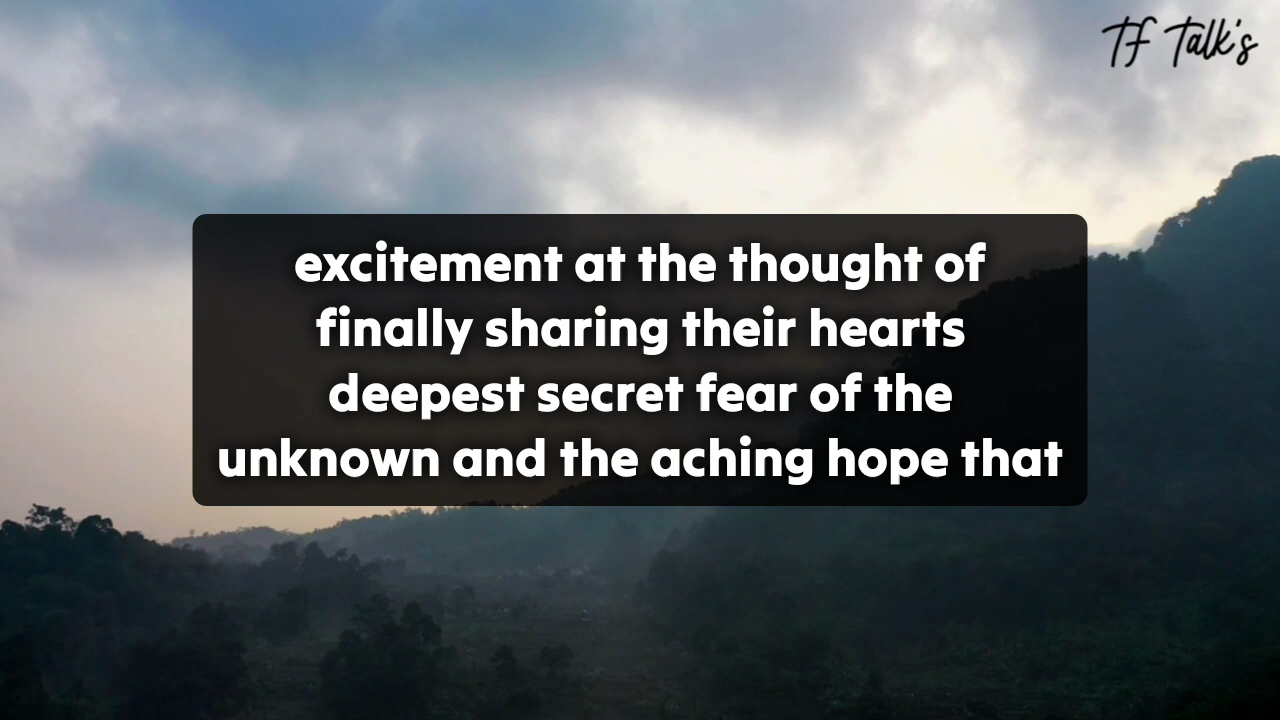 TF Talk's
excitement at the thought of
finally sharing their hearts
deepest secret fear of the
unknown and the aching hope that